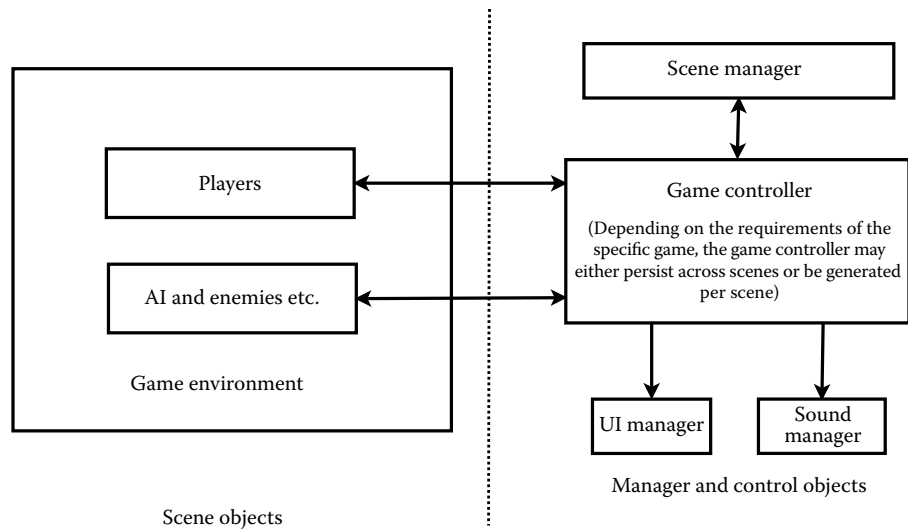 Players
AI and enemies etc.
Game environment
Scene objects
Scene manager
Game controller
(Depending on the requirements of the
specific game, the game controller may
either persist across scenes or be generated
per scene)
UI manager
Sound
manager
Manager and control objects